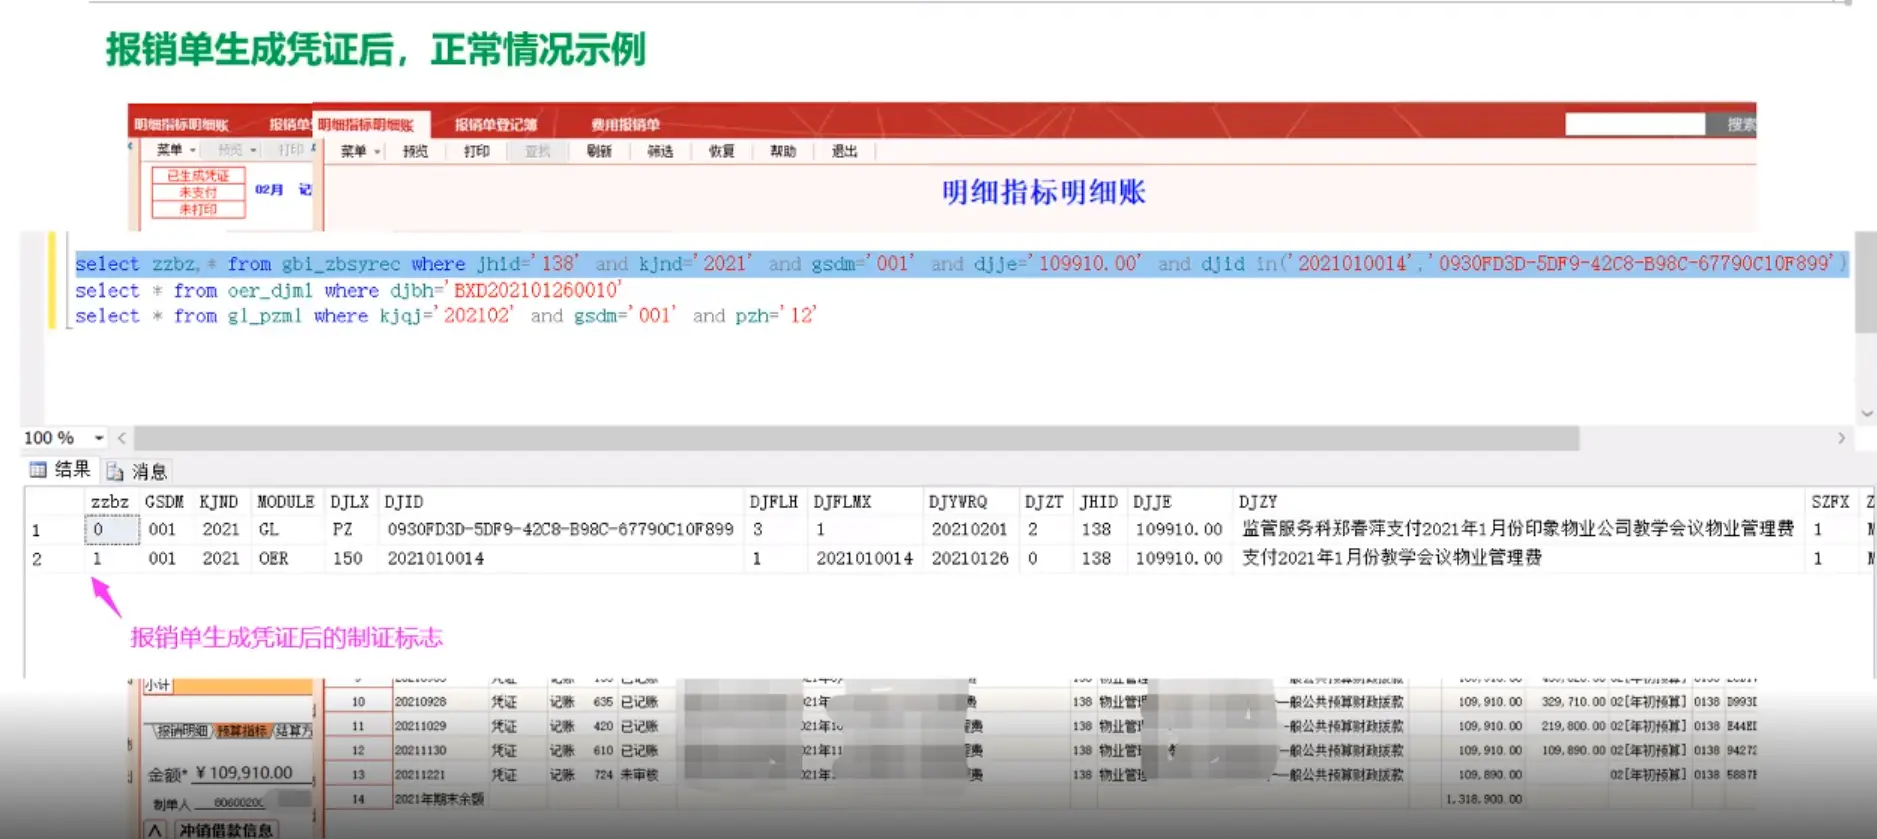 报销单生成凭证后，正常情况示例
明细指标明细账 报销单 明细指标明细账 报销单登记簿 费用报销单 搜索
菜单 预览 打印 菜单 预览 打印 查找 刷新 筛选 恢复 帮助 退出
已生成凭证
未支付 02月 记
未打印
明细指标明细账
select zzbz,* from gbi_zbsyrec where jhid='138' and kjnd='2021' and gsdm='001' and djje='109910.00' and djid in('2021010014','0930FD3D-5DF9-42C8-B98C-67790C10F899')
select * from oer_djml where djbh='BXD202101260010'
select * from gl_pzml where kjqj='202102' and gsdm='001' and pzh='12'
100 %
结果 消息
zzbz GSDM KJND MODULE DJLX DJID DJFLH DJFLMX DJYWRQ DJZT JHID DJJE DJZY SZFX Z
1 0 001 2021 GL PZ 0930FD3D-5DF9-42C8-B98C-67790C10F899 3 1 20210201 2 138 109910.00 监管服务科郑春萍支付2021年1月份印象物业公司教学会议物业管理费 1
2 1 001 2021 OER 150 2021010014 1 2021010014 20210126 0 138 109910.00 支付2021年1月份教学会议物业管理费 1
报销单生成凭证后的制证标志
小计
10 20210928 凭证 记账 635 已记账 021年 费 138 物业管理 一般公共预算财政拨款 109,910.00 329,710.00 02[年初预算] 0138 D993D
11 20211029 凭证 记账 420 已记账 021年10 费 138 物业管理 一般公共预算财政拨款 109,910.00 219,800.00 02[年初预算] 0138 E44EI
报销明细 预算指标 结算方
12 20211130 凭证 记账 610 已记账 021年11 费 138 物业管 一般公共预算财政拨款 109,910.00 109,890.00 02[年初预算] 0138 94272
金额* ￥109,910.00
13 20211221 凭证 记账 724 未审核 021年 费 138 物业管理 一般公共预算财政拨款 109,890.00 02[年初预算] 0138 5887E
制单人 8060020
14 2021年期末余额 1,318,900.00
冲销借款信息